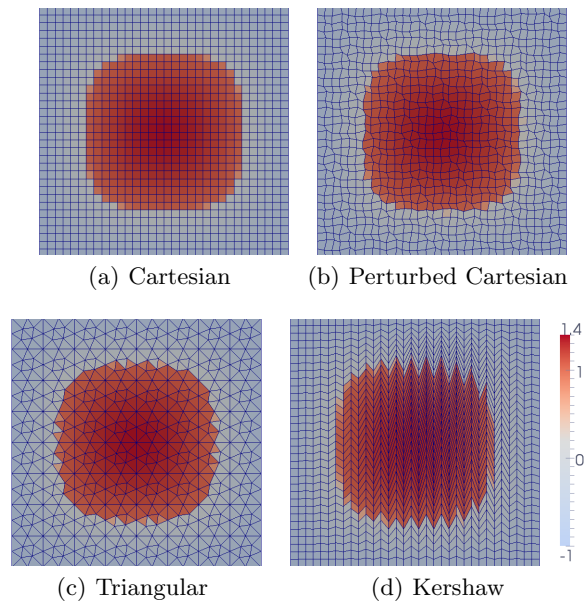 (a) Cartesian
(b) Perturbed Cartesian
1.4
1
0
-1
(c) Triangular
(d) Kershaw